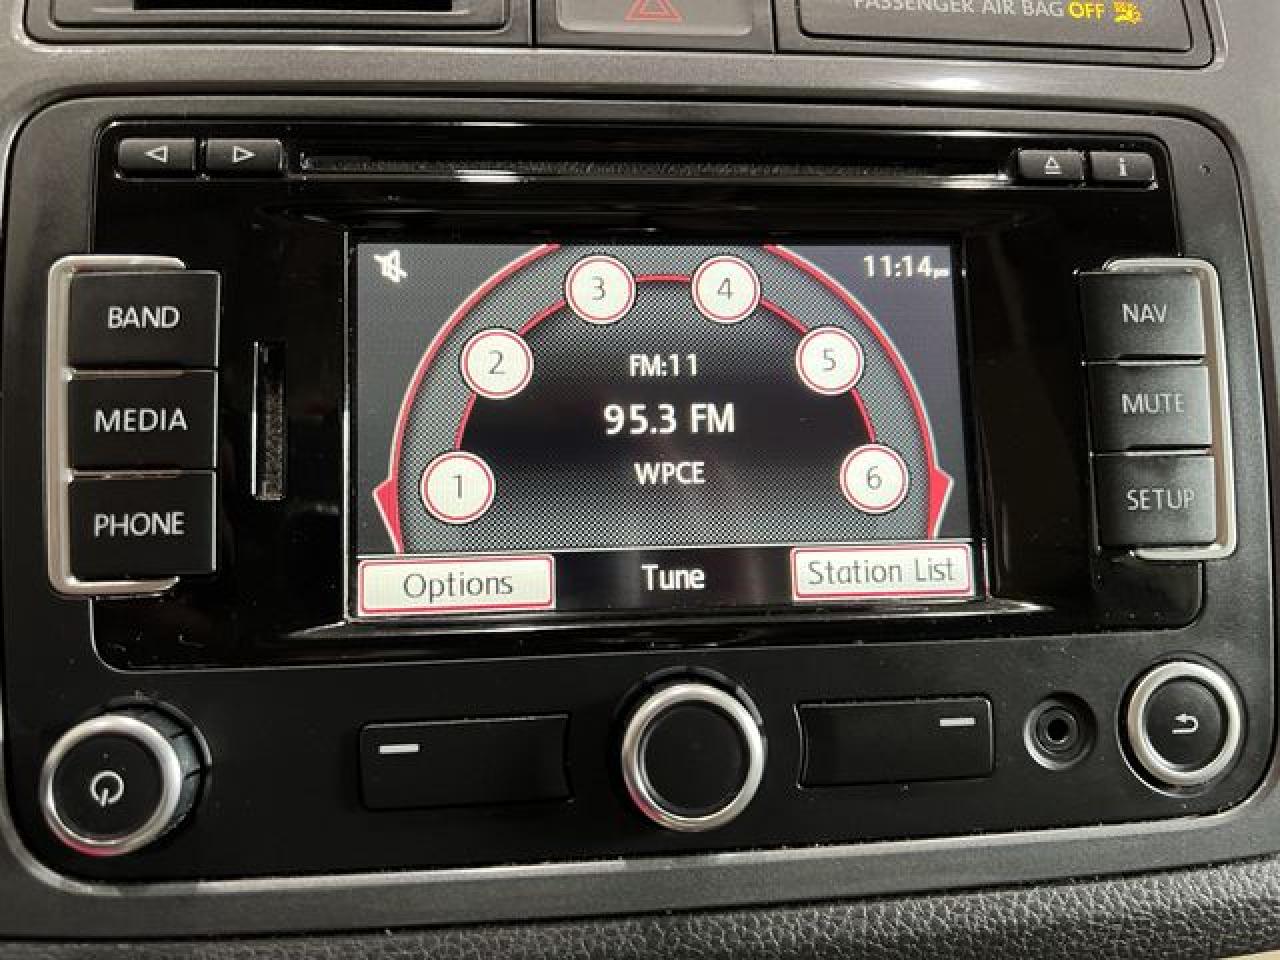 PASSENGER AIR BAG OFF
BAND
MEDIA
PHONE
11:14
3
4
2
5
1
6
FM:11
95.3 FM
WPCE
Options
Tune
Station List
NAV
MUTE
SETUP
i